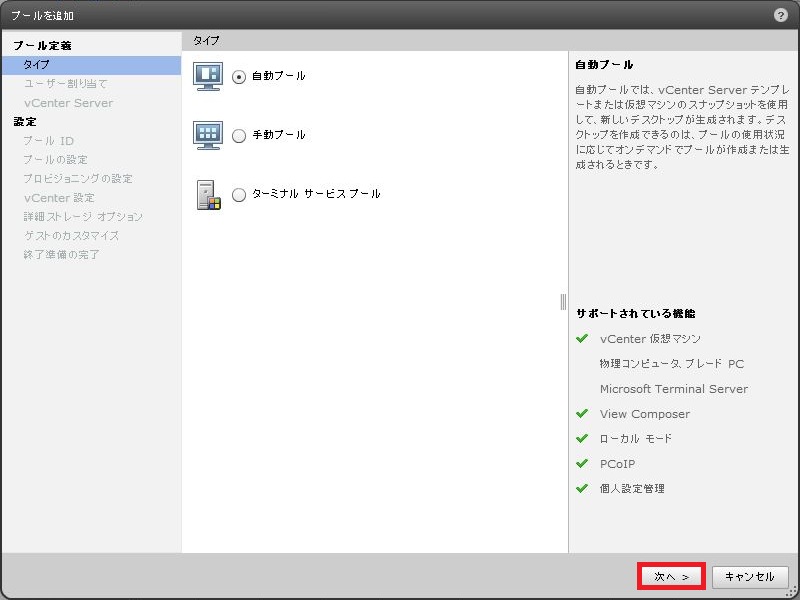 プールを追加
?
プール定義
タイプ
ユーザー割り当て
vCenter Server
設定
プール ID
プールの設定
プロビジョニングの設定
vCenter 設定
詳細ストレージ オプション
ゲストのカスタマイズ
終了準備の完了
タイプ
自動プール
手動プール
ターミナル サービス プール
自動プール
自動プールでは、vCenter Server テンプレ
ートまたは仮想マシンのスナップショットを使用
して、新しいデスクトップが生成されます。デス
クトップを作成できるのは、プールの使用状況
に応じてオンデマンドでプールが作成または生
成されるときです。
サポートされている機能
vCenter 仮想マシン
物理コンピュータ、ブレード PC
Microsoft Terminal Server
View Composer
ローカル モード
PCoIP
個人設定管理
次へ >
キャンセル